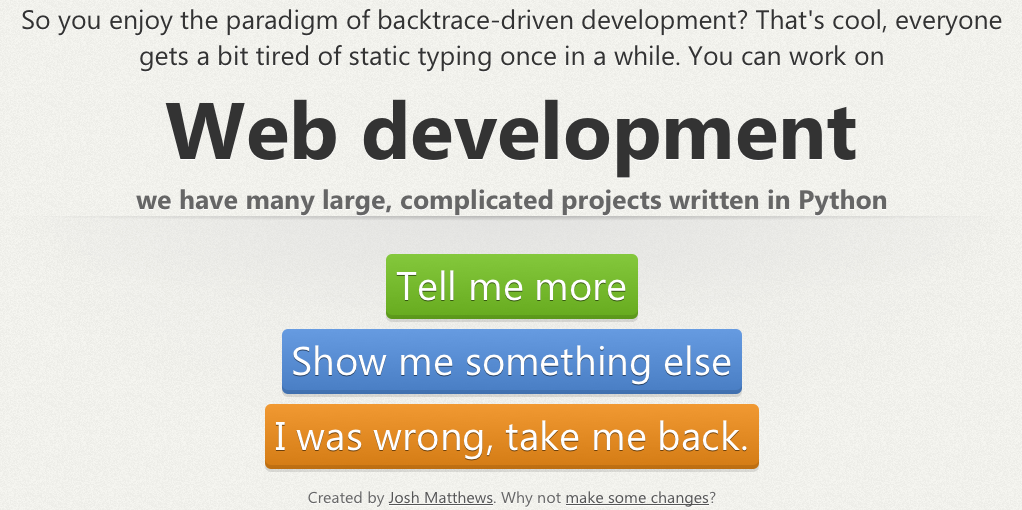 So you enjoy the paradigm of backtrace-driven development? That's cool, everyone
gets a bit tired of static typing once in a while. You can work on
Web development
we have many large, complicated projects written in Python
Tell me more
Show me something else
I was wrong, take me back.
Created by Josh Matthews. Why not make some changes?